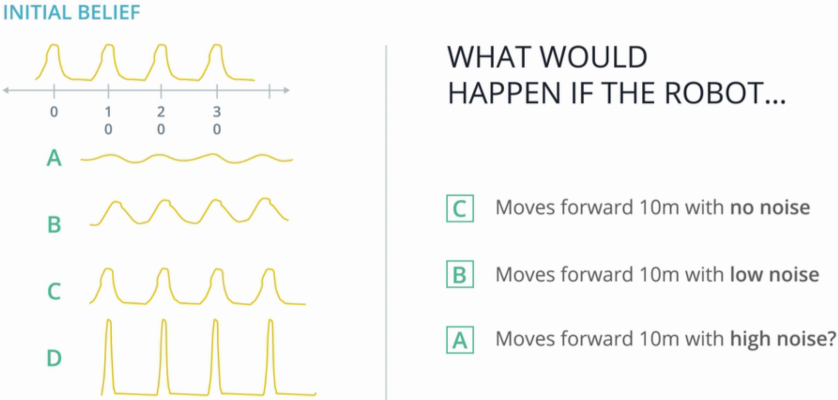 INITIAL BELIEF
0 1 2 3
0 0 0
A
B
C
D
WHAT WOULD
HAPPEN IF THE ROBOT...
C Moves forward 10m with no noise
B Moves forward 10m with low noise
A Moves forward 10m with high noise?